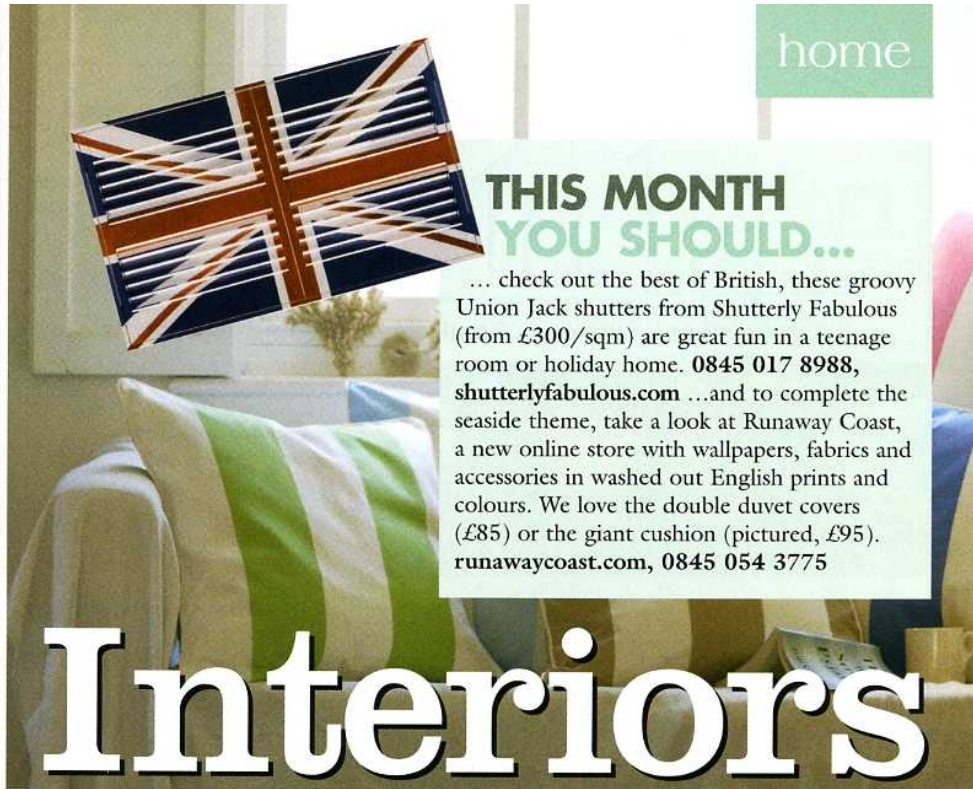 home
THIS MONTH
YOU SHOULD...
... check out the best of British, these groovy
Union Jack shutters from Shutterly Fabulous
(from £300/sqm) are great fun in a teenage
room or holiday home. 0845 017 8988,
shutterlyfabulous.com ...and to complete the
seaside theme, take a look at Runaway Coast,
a new online store with wallpapers, fabrics and
accessories in washed out English prints and
colours. We love the double duvet covers
(£85) or the giant cushion (pictured, £95).
runawaycoast.com, 0845 054 3775
Interiors